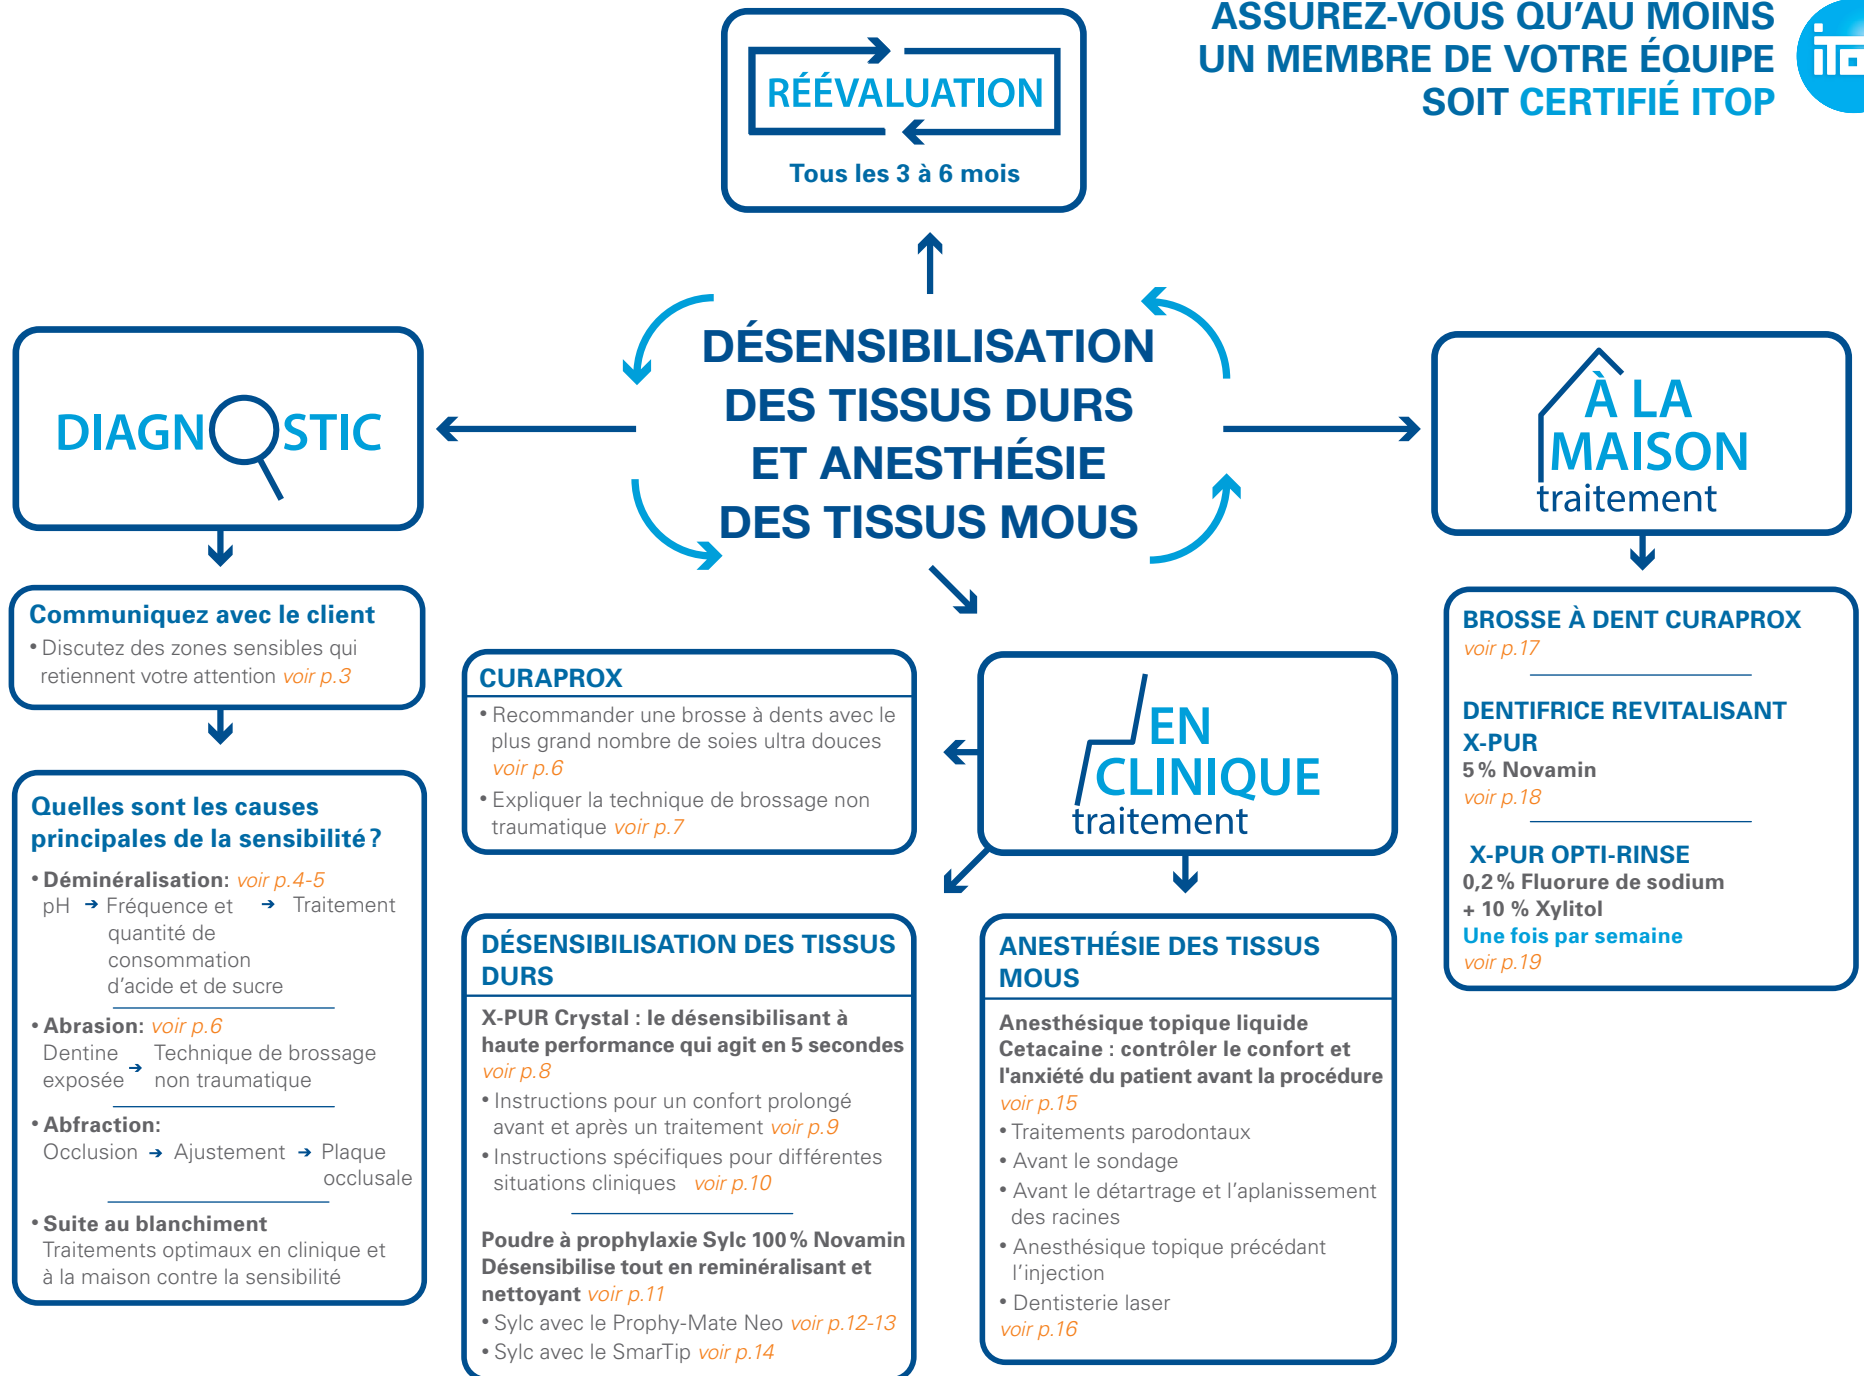 ASSUREZ-VOUS QU'AU MOINS
UN MEMBRE DE VOTRE ÉQUIPE
SOIT CERTIFIÉ ITOP
RÉÉVALUATION
Tous les 3 à 6 mois
DÉSENSIBILISATION
DES TISSUS DURS
ET ANESTHÉSIE
DES TISSUS MOUS
DIAGNOSTIC
Communiquez avec le client
• Discutez des zones sensibles qui
retiennent votre attention voir p.3
Quelles sont les causes
principales de la sensibilité ?
• Déminéralisation: voir p.4-5
pH ➔ Fréquence et ➔ Traitement
quantité de
consommation
d'acide et de sucre
• Abrasion: voir p.6
Dentine Technique de brossage
exposée ➔ non traumatique
• Abfraction:
Occlusion ➔ Ajustement ➔ Plaque
occlusale
• Suite au blanchiment
Traitements optimaux en clinique et
à la maison contre la sensibilité
CURAPROX
• Recommander une brosse à dents avec le
plus grand nombre de soies ultra douces
voir p.6
• Expliquer la technique de brossage non
traumatique voir p.7
EN
CLINIQUE
traitement
DÉSENSIBILISATION DES TISSUS
DURS
X-PUR Crystal : le désensibilisant à
haute performance qui agit en 5 secondes
voir p.8
• Instructions pour un confort prolongé
avant et après un traitement voir p.9
• Instructions spécifiques pour différentes
situations cliniques voir p.10
Poudre à prophylaxie Sylc 100 % Novamin
Désensibilise tout en reminéralisant et
nettoyant voir p.11
• Sylc avec le Prophy-Mate Neo voir p.12-13
• Sylc avec le SmarTip voir p.14
ANESTHÉSIE DES TISSUS
MOUS
Anesthésique topique liquide
Cetacaine : contrôler le confort et
l'anxiété du patient avant la procédure
voir p.15
• Traitements parodontaux
• Avant le sondage
• Avant le détartrage et l'aplanissement
des racines
• Anesthésique topique précédant
l'injection
• Dentisterie laser
voir p.16
À LA
MAISON
traitement
BROSSE À DENT CURAPROX
voir p.17
DENTIFRICE REVITALISANT
X-PUR
5 % Novamin
voir p.18
X-PUR OPTI-RINSE
0,2 % Fluorure de sodium
+ 10 % Xylitol
Une fois par semaine
voir p.19